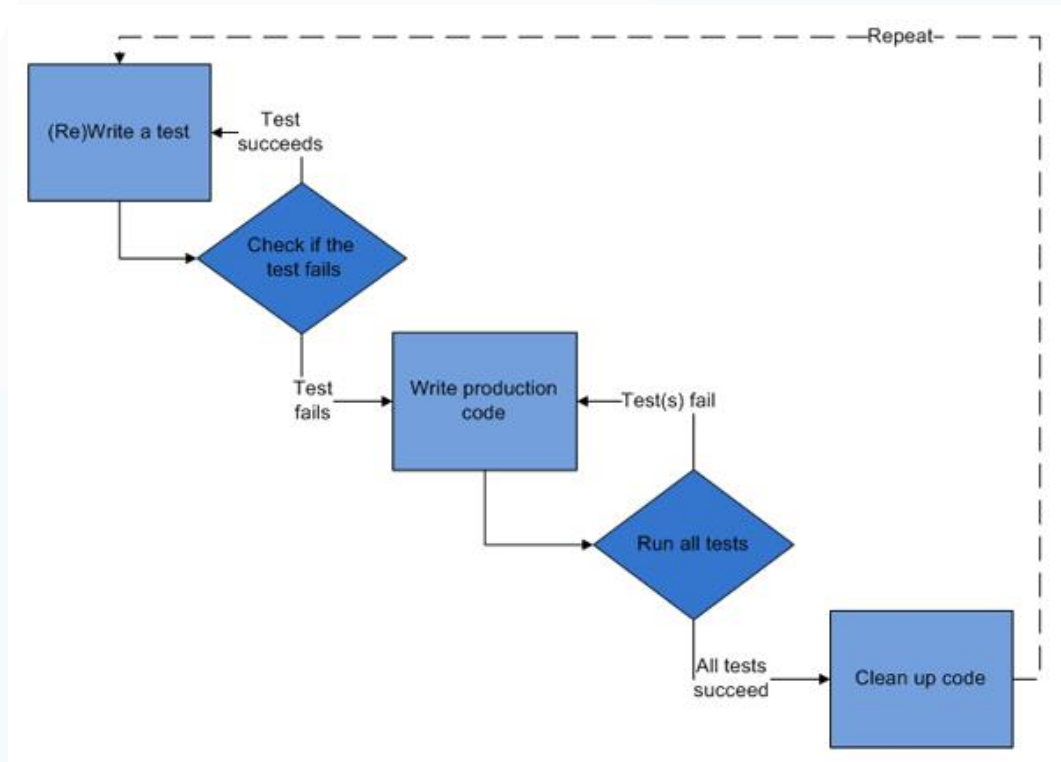 Repeat
(Re)Write a test
Test
succeeds
Check if the
test fails
Test
fails
Write production
code
Test(s) fail
Run all tests
All tests
succeed
Clean up code